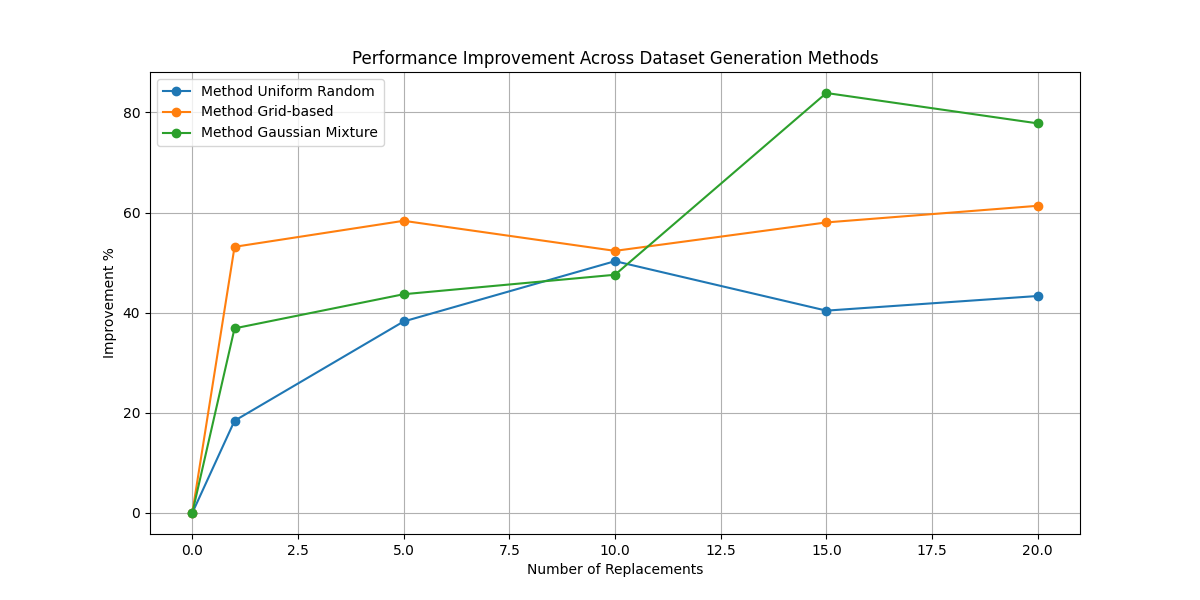 Performance Improvement Across Dataset Generation Methods
Method Uniform Random
Method Grid-based
Method Gaussian Mixture
80
60
40
20
0
Improvement %
0.0 2.5 5.0 7.5 10.0 12.5 15.0 17.5 20.0
Number of Replacements